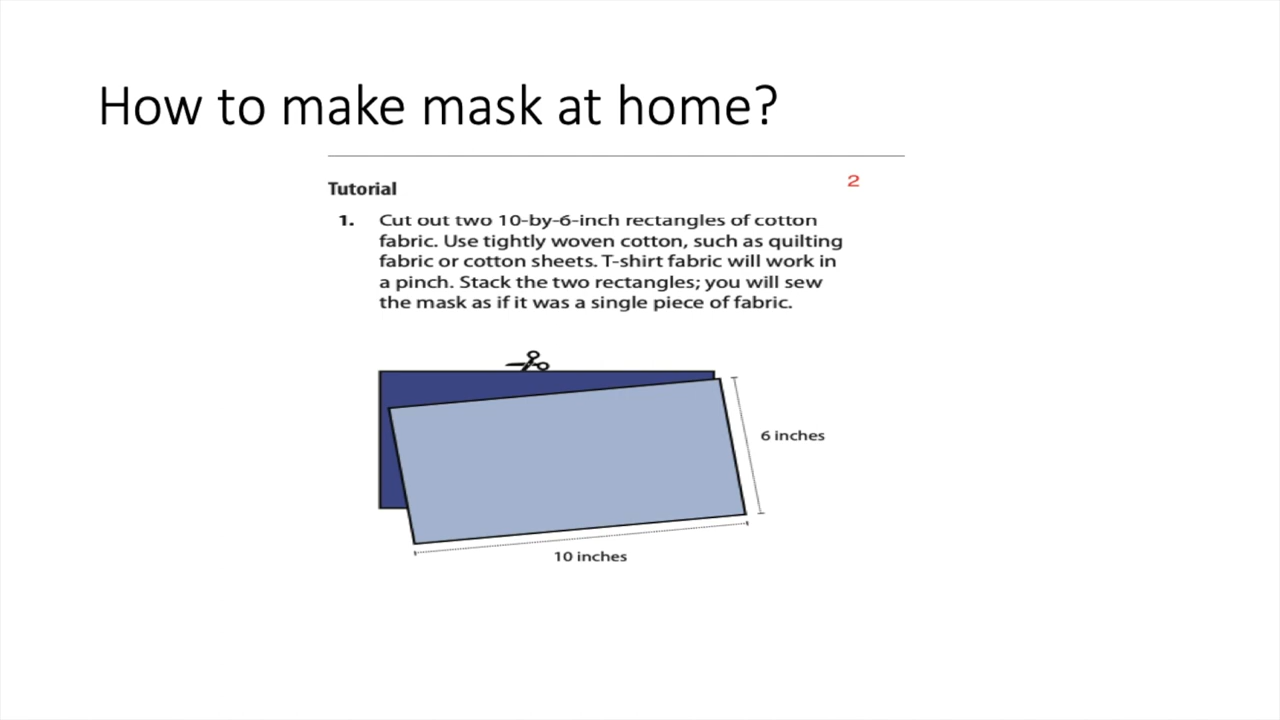 How to make mask at home?
Tutorial
2
1. Cut out two 10-by-6-inch rectangles of cotton
fabric. Use tightly woven cotton, such as quilting
fabric or cotton sheets. T-shirt fabric will work in
a pinch. Stack the two rectangles; you will sew
the mask as if it was a single piece of fabric.
6 inches
10 inches